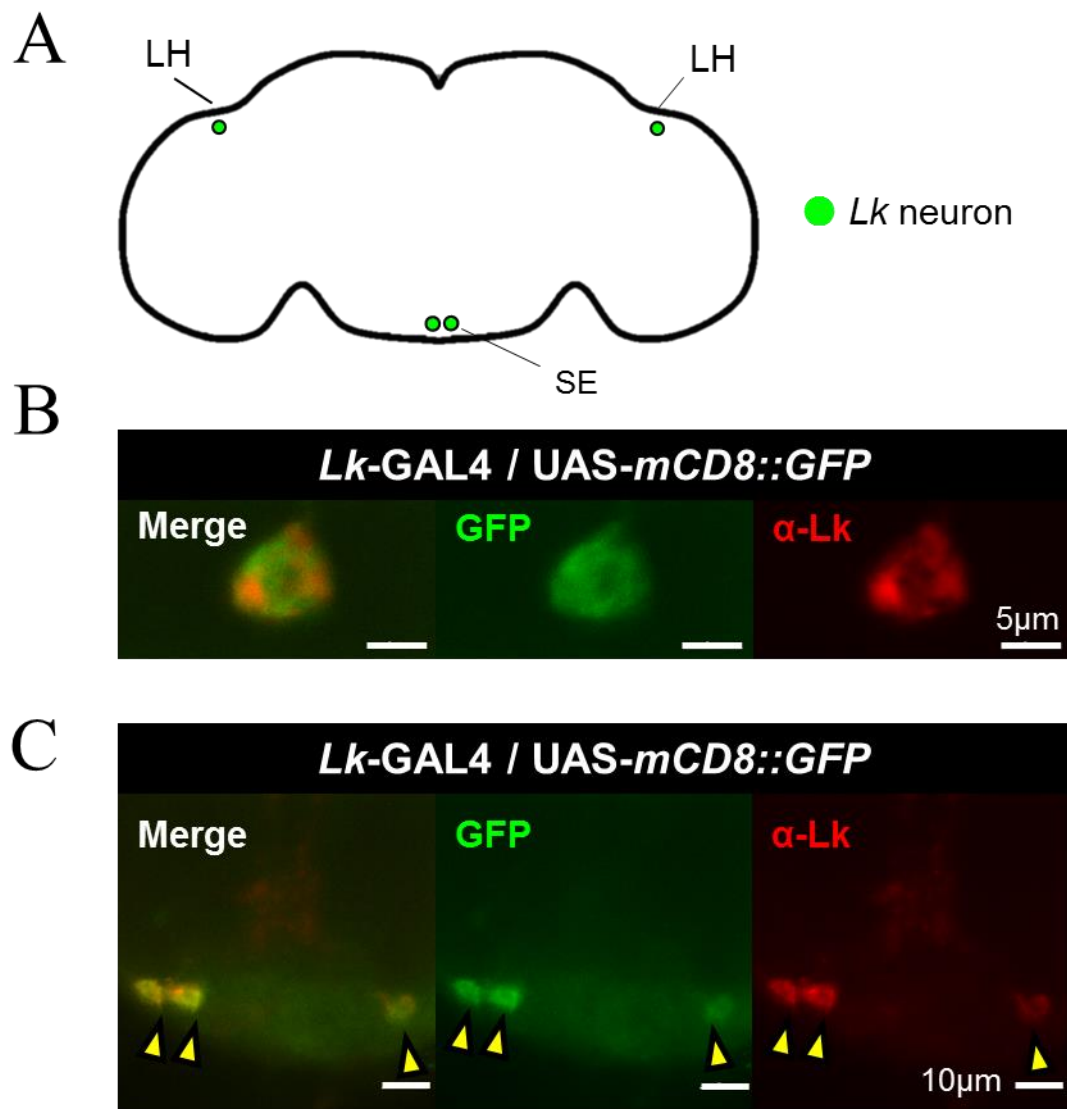 A
LH
LH
Lk neuron
SE
B
Lk-GAL4 / UAS-mCD8::GFP
Merge
GFP
α-Lk
5µm
C
Lk-GAL4 / UAS-mCD8::GFP
Merge
GFP
α-Lk
10µm